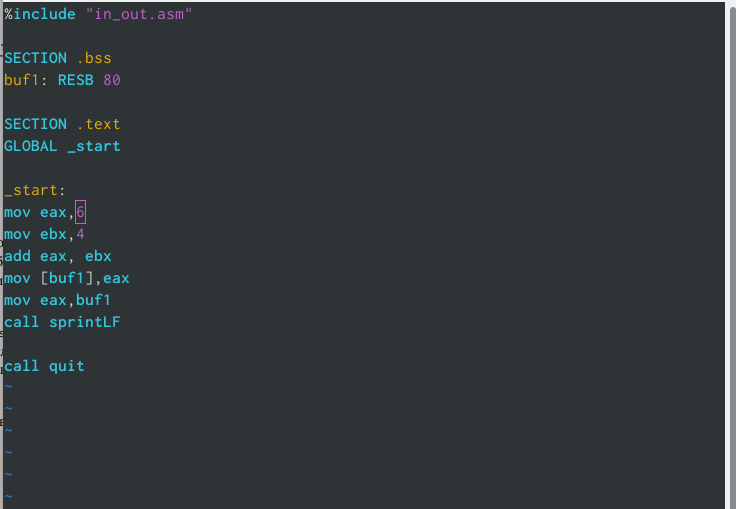 %include "in_out.asm"
SECTION .bss
buf1: RESB 80
SECTION .text
GLOBAL _start
_start:
mov eax,6
mov ebx,4
add eax, ebx
mov [buf1],eax
mov eax,buf1
call sprintLF
call quit
~
~
~
~
~
~